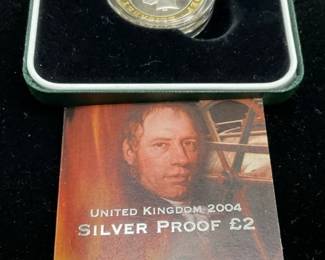 UNITED KINGDOM 2004
SILVER PROOF £2